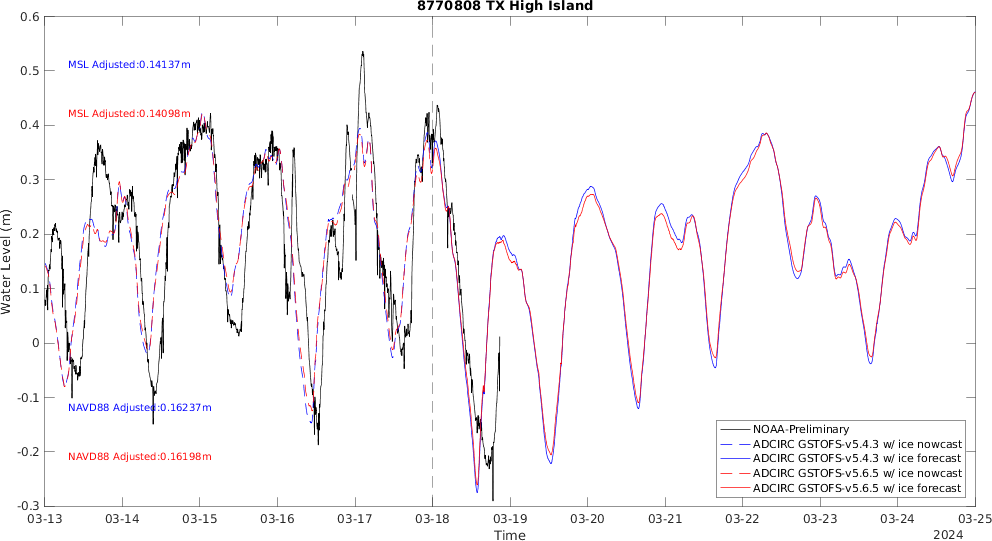 8770808 TX High Island
0.6
0.5
0.4
0.3
0.2
0.1
0
-0.1
-0.2
-0.3
Water Level (m)
MSL Adjusted:0.14137m
MSL Adjusted:0.14098m
NAVD88 Adjusted:0.16237m
NAVD88 Adjusted:0.16198m
NOAA-Preliminary
ADCIRC GSTOFS-v5.4.3 w/ ice nowcast
ADCIRC GSTOFS-v5.4.3 w/ ice forecast
ADCIRC GSTOFS-v5.6.5 w/ ice nowcast
ADCIRC GSTOFS-v5.6.5 w/ ice forecast
03-13 03-14 03-15 03-16 03-17 03-18 03-19 03-20 03-21 03-22 03-23 03-24 03-25
Time
2024